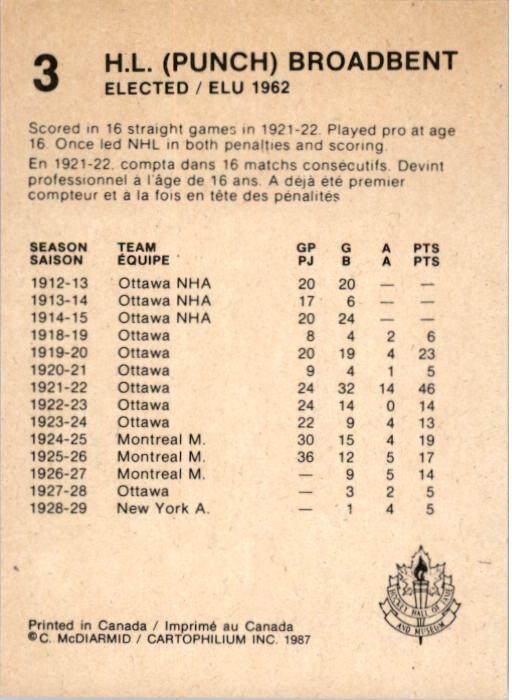 3 H.L. (PUNCH) BROADBENT
ELECTED / ELU 1962
Scored in 16 straight games in 1921-22. Played pro at age
16. Once led NHL in both penalties and scoring.
En 1921-22, compta dans 16 matchs consécutifs. Devint
professionnel à l'âge de 16 ans. A déjà été premier
compteur et à la fois en tête des pénalités
SEASON TEAM GP G A PTS
SAISON ÉQUIPE PJ B A PTS
1912-13 Ottawa NHA 20 20 — —
1913-14 Ottawa NHA 17 6 — —
1914-15 Ottawa NHA 20 24 — —
1918-19 Ottawa 8 4 2 6
1919-20 Ottawa 20 19 4 23
1920-21 Ottawa 9 4 1 5
1921-22 Ottawa 24 32 14 46
1922-23 Ottawa 24 14 0 14
1923-24 Ottawa 22 9 4 13
1924-25 Montreal M. 30 15 4 19
1925-26 Montreal M. 36 12 5 17
1926-27 Montreal M. — 9 5 14
1927-28 Ottawa — 3 2 5
1928-29 New York A. — 1 4 5
HOCKEY HALL OF FAME
AND MUSEUM
Printed in Canada / Imprimé au Canada
© C. McDIARMID / CARTOPHILIUM INC. 1987